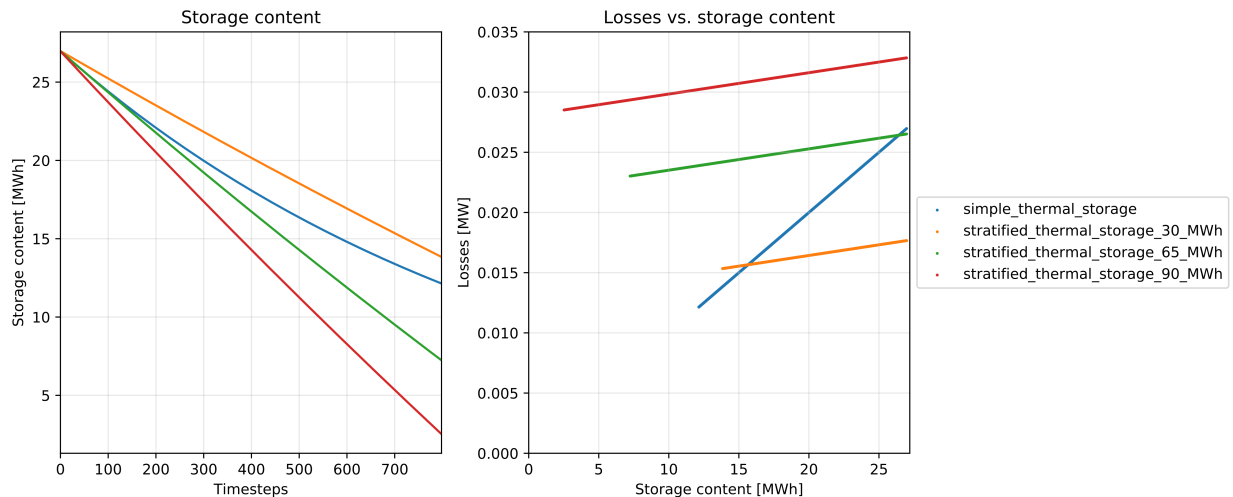 Storage content
25
20
15
10
5
0 100 200 300 400 500 600 700
Timesteps
Storage content [MWh]
Losses vs. storage content
0.035
0.030
0.025
0.020
0.015
0.010
0.005
0.000
0 5 10 15 20 25
Storage content [MWh]
Losses [MW]
simple_thermal_storage
stratified_thermal_storage_30_MWh
stratified_thermal_storage_65_MWh
stratified_thermal_storage_90_MWh